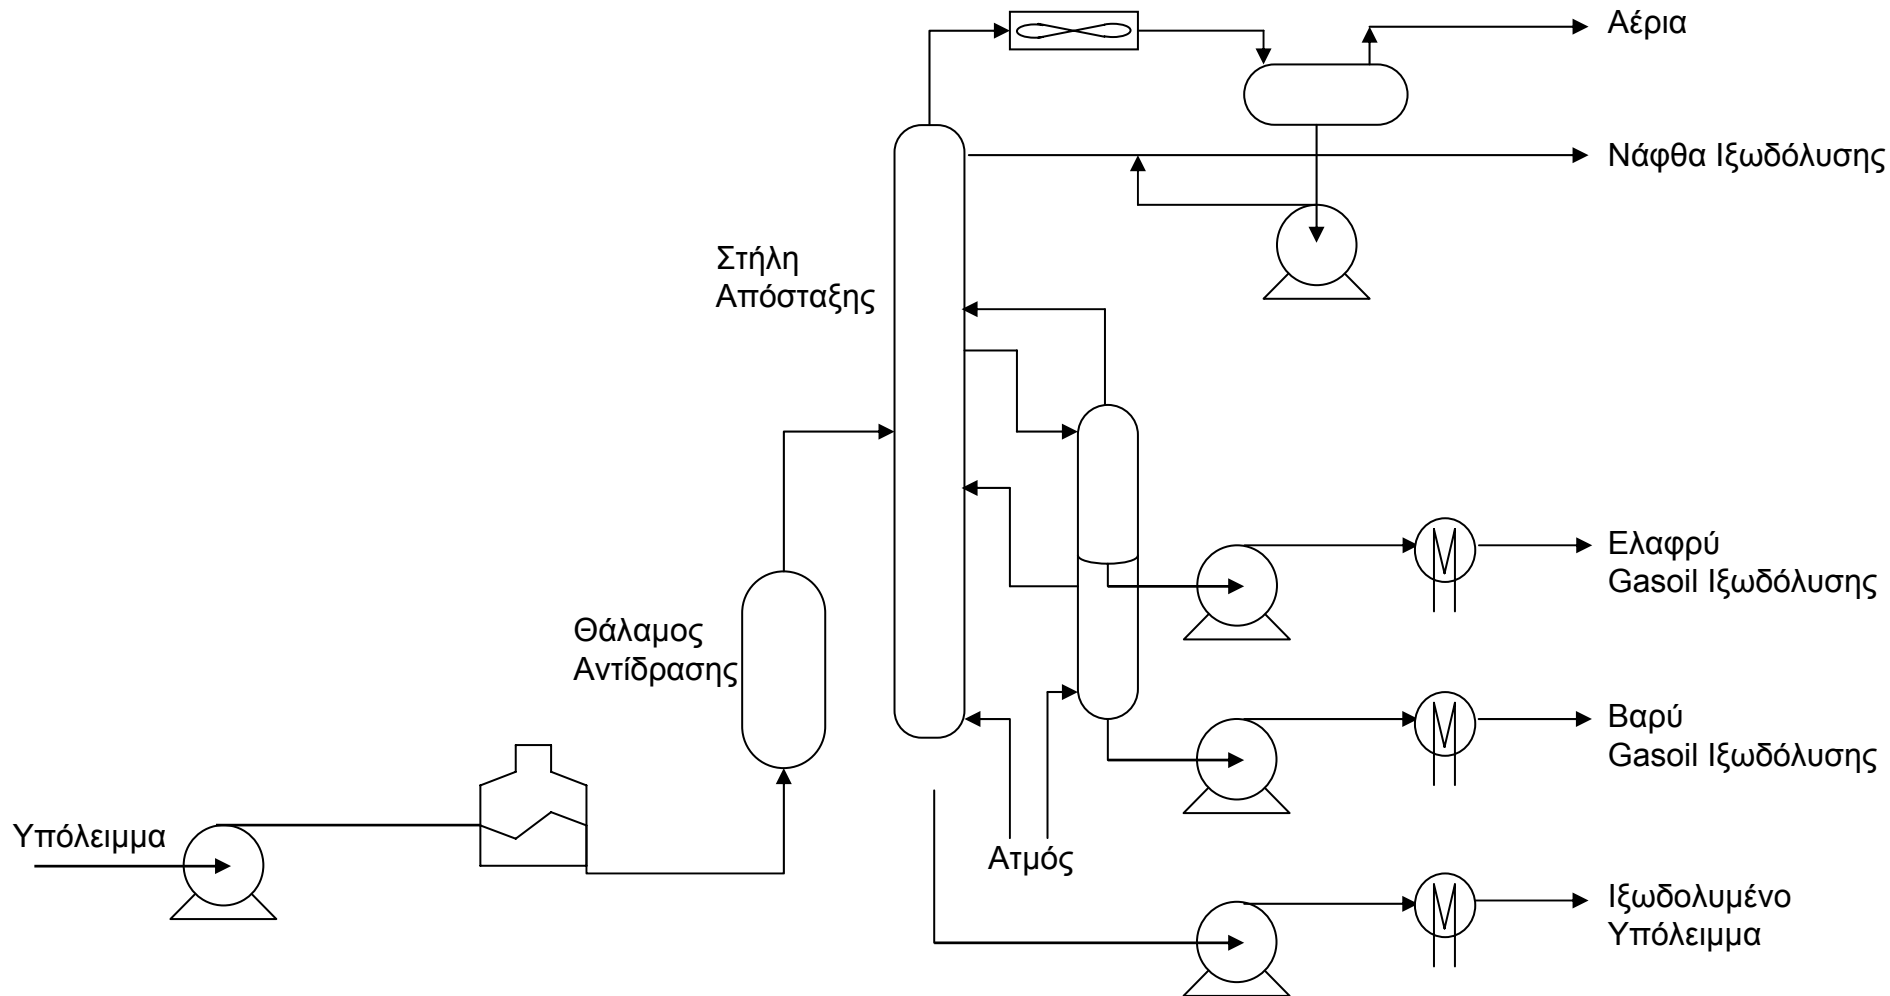 Αέρια
Νάφθα Ιξωδόλυσης
Στήλη
Απόσταξης
Ελαφρύ
Gasoil Ιξωδόλυσης
Θάλαμος
Αντίδρασης
Βαρύ
Gasoil Ιξωδόλυσης
Υπόλειμμα
Ατμός
Ιξωδολυμένο
Υπόλειμμα